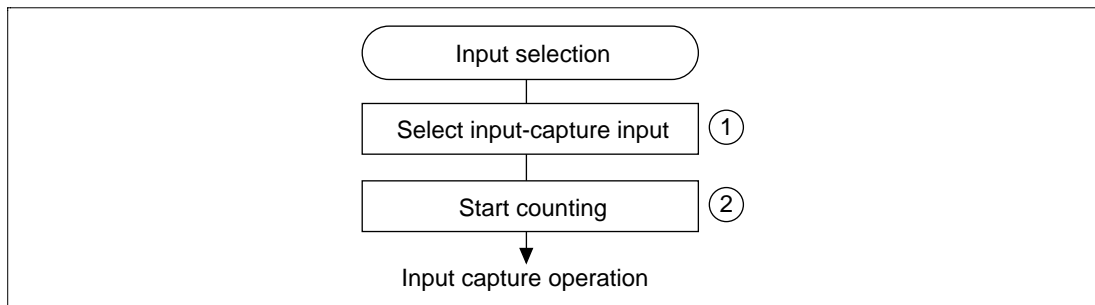 Input selection
Select input-capture input
1
Start counting
2
Input capture operation